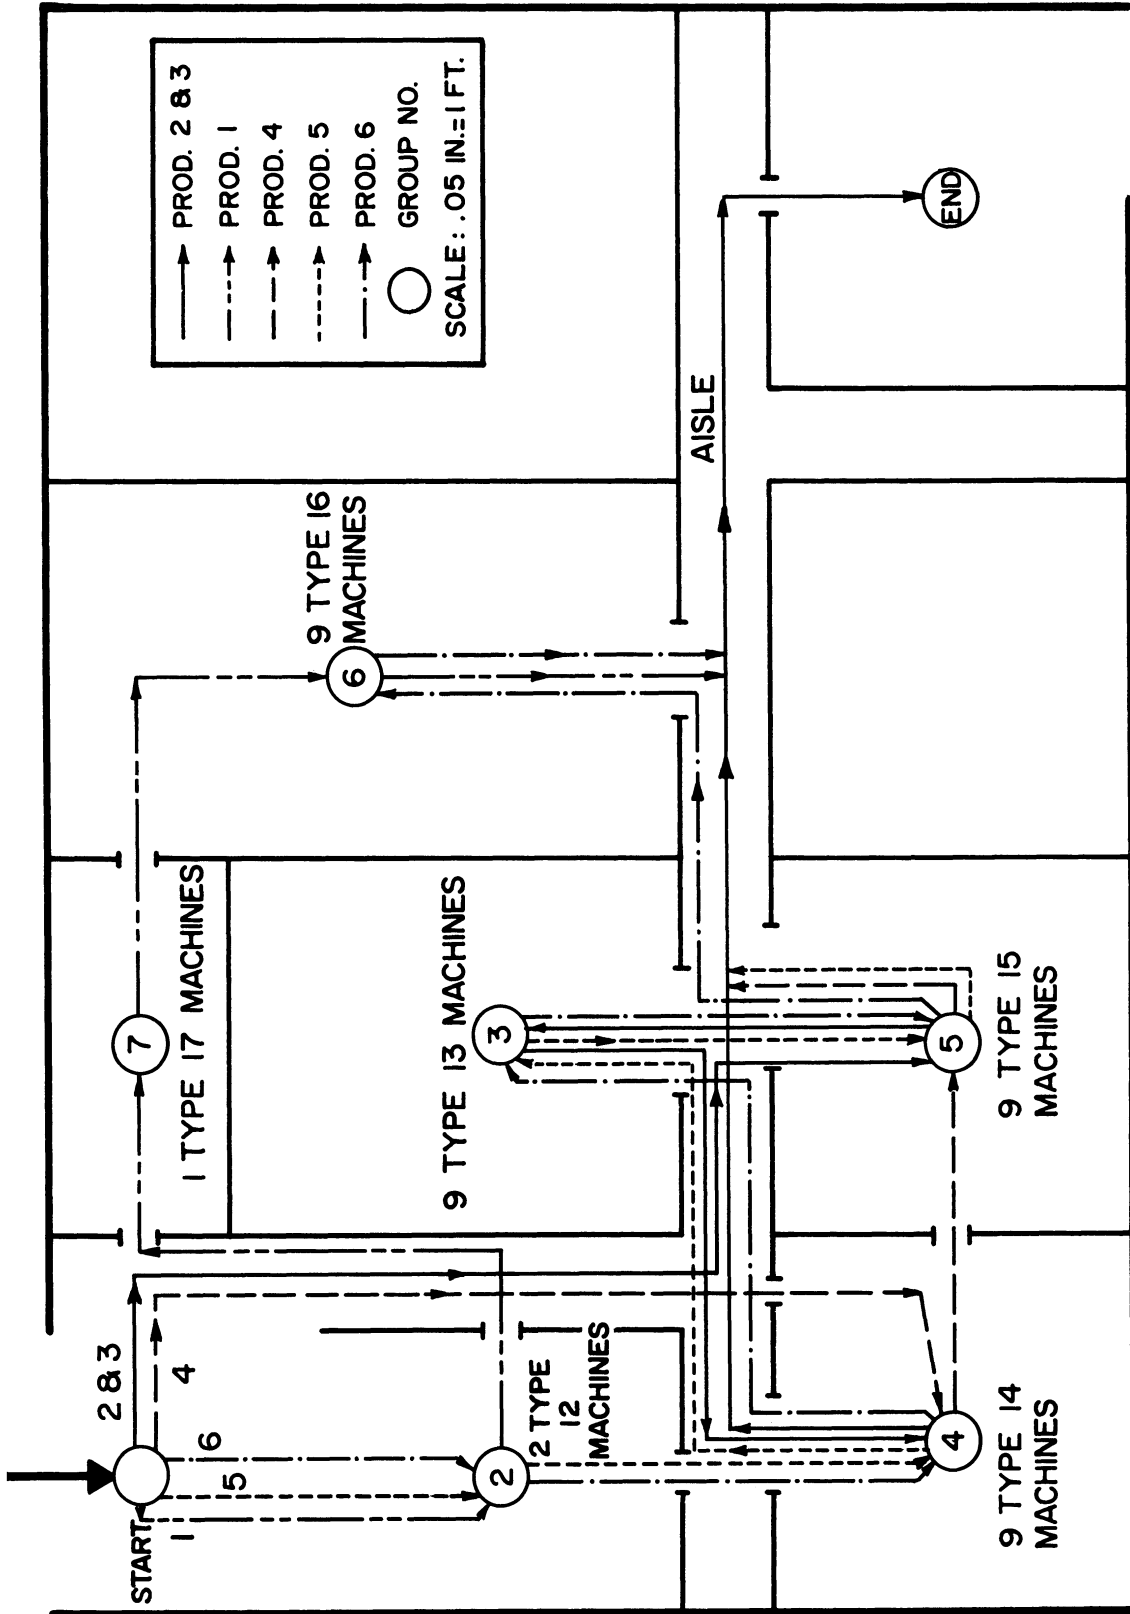 PROD. 2 & 3
PROD. 1
PROD. 4
PROD. 5
PROD. 6
GROUP NO.
SCALE: .05 IN.=1 FT.
START
1
5
6
2 & 3
4
2
2 TYPE
12
MACHINES
7
1 TYPE 17 MACHINES
3
9 TYPE 13 MACHINES
6
9 TYPE 16
MACHINES
AISLE
4
9 TYPE 14
MACHINES
5
9 TYPE 15
MACHINES
END